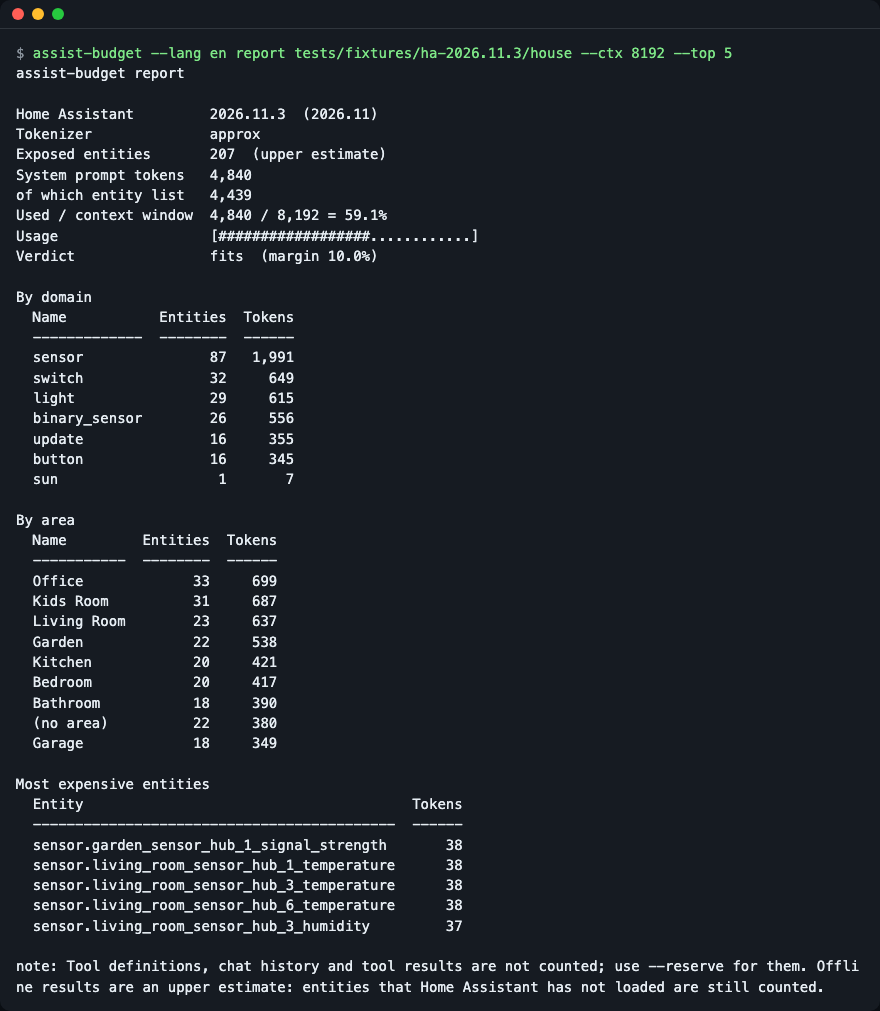 $ assist-budget --lang en report tests/fixtures/ha-2026.11.3/house --ctx 8192 --top 5
assist-budget report

Home Assistant         2026.11.3  (2026.11)
Tokenizer              approx
Exposed entities       207  (upper estimate)
System prompt tokens   4,840
of which entity list   4,439
Used / context window  4,840 / 8,192 = 59.1%
Usage                  [##################............]
Verdict                fits  (margin 10.0%)

By domain
  Name           Entities  Tokens
  -------------  --------  ------
  sensor               87   1,991
  switch               32     649
  light                29     615
  binary_sensor        26     556
  update               16     355
  button               16     345
  sun                   1       7

By area
  Name         Entities  Tokens
  -----------  --------  ------
  Office             33     699
  Kids Room          31     687
  Living Room        23     637
  Garden             22     538
  Kitchen            20     421
  Bedroom            20     417
  Bathroom           18     390
  (no area)          22     380
  Garage             18     349

Most expensive entities
  Entity                                       Tokens
  -------------------------------------------  ------
  sensor.garden_sensor_hub_1_signal_strength       38
  sensor.living_room_sensor_hub_1_temperature      38
  sensor.living_room_sensor_hub_3_temperature      38
  sensor.living_room_sensor_hub_6_temperature      38
  sensor.living_room_sensor_hub_3_humidity         37

note: Tool definitions, chat history and tool results are not counted; use --reserve for them. Offli
ne results are an upper estimate: entities that Home Assistant has not loaded are still counted.